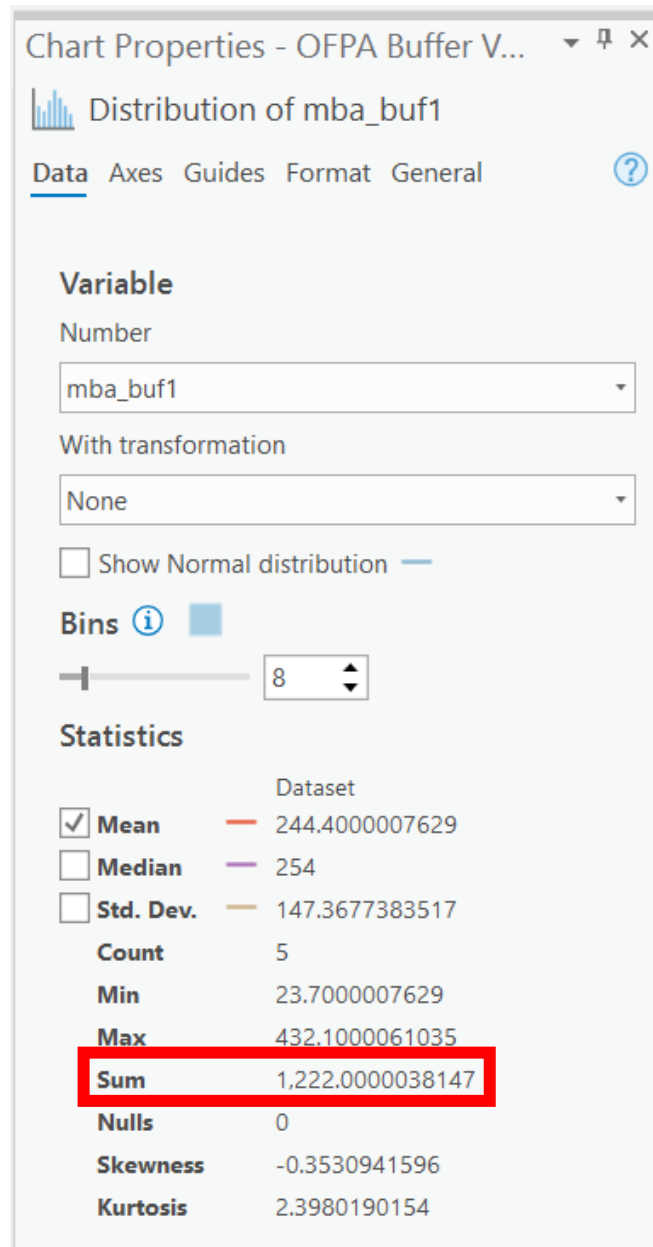 Chart Properties - OFPA Buffer V...
Distribution of mba_buf1
Data Axes Guides Format General
Variable
Number
mba_buf1
With transformation
None
Show Normal distribution
Bins
8
Statistics
Dataset
Mean 244.4000007629
Median 254
Std. Dev. 147.3677383517
Count 5
Min 23.7000007629
Max 432.1000061035
Sum 1,222.0000038147
Nulls 0
Skewness -0.3530941596
Kurtosis 2.3980190154